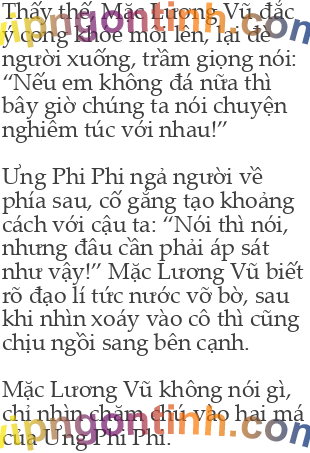 Thấy thế, Mặc Lương Vũ đắc
ý cong khóe môi lên, lại đè
người xuống, trầm giọng nói:
“Nếu em không đá nữa thì
bây giờ chúng ta nói chuyện
nghiêm túc với nhau!”

Ưng Phi Phi ngả người về
phía sau, cố gắng tạo khoảng
cách với cậu ta: “Nói thì nói,
nhưng đâu cần phải áp sát
như vậy!” Mặc Lương Vũ biết
rõ đạo lí tức nước vỡ bờ, sau
khi nhìn xoáy vào cô thì cũng
chịu ngồi sang bên cạnh.

Mặc Lương Vũ không nói gì,
chỉ nhìn chăm chú vào hai má
của Ưng Phi Phi.
vipngontinh.com
vipngontinh.com